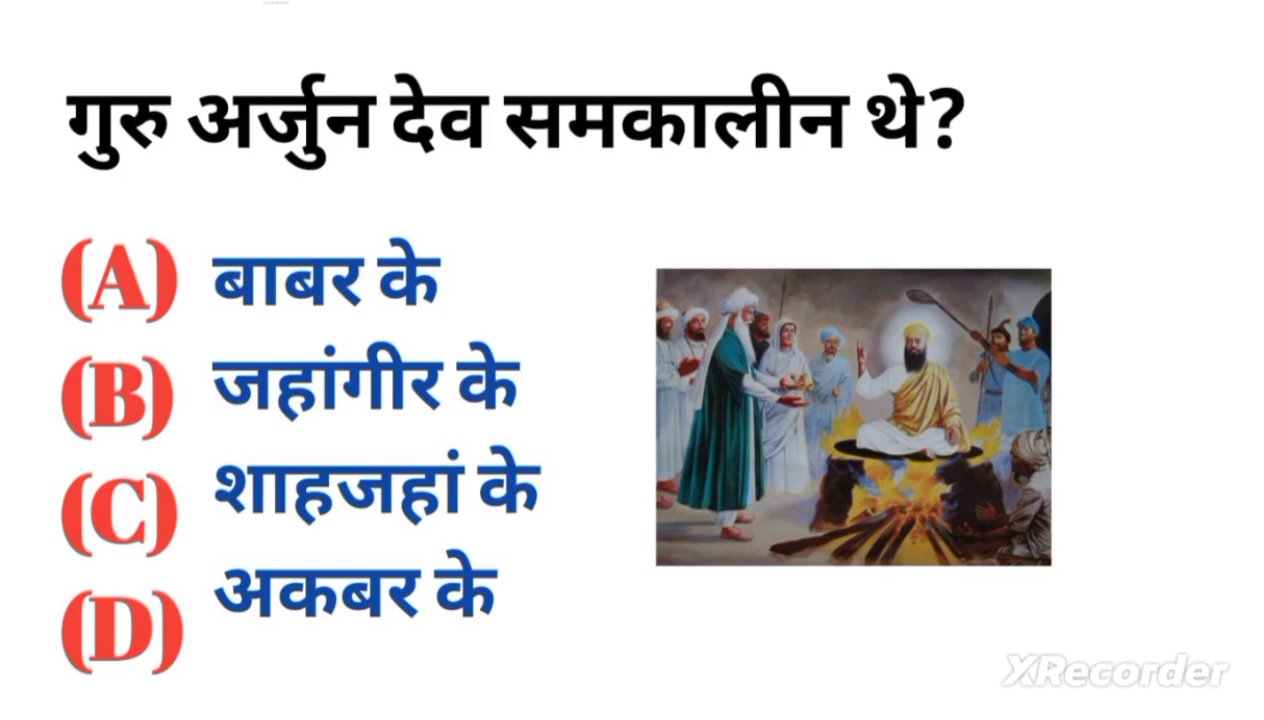 गुरु अर्जुन देव समकालीन थे?
(A) बाबर के
(B) जहांगीर के
(C) शाहजहां के
(D) अकबर के
XRecorder